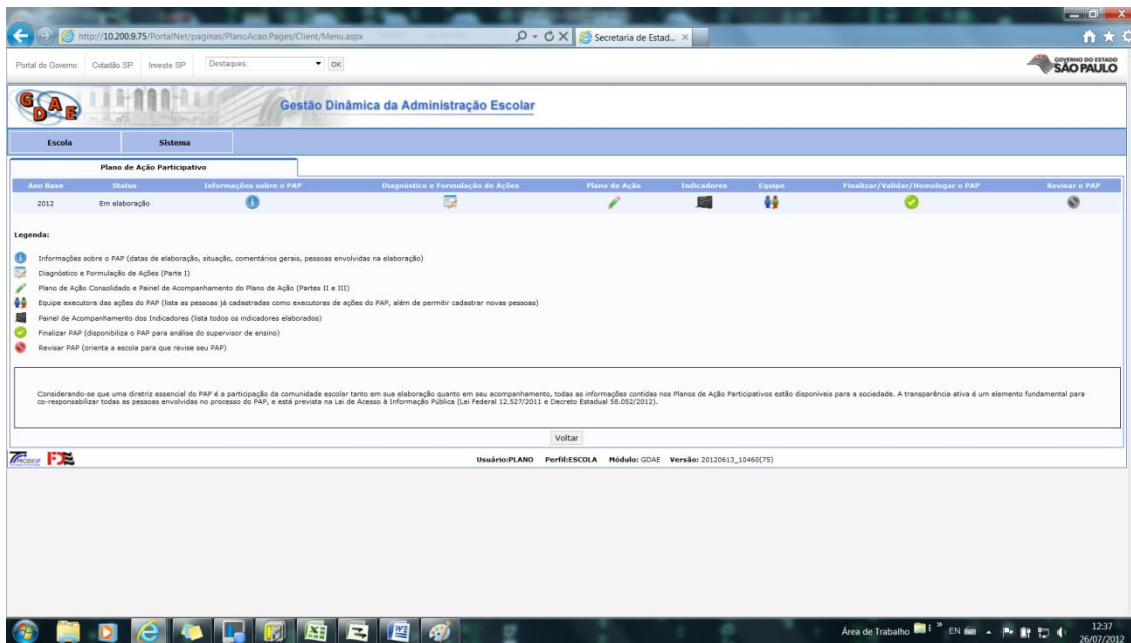 http://10.200.9.75/PortalNet/paginas/PlanoAcao.Pages/Client/Menu.aspx
Secretaria de Estad...
Portal do Governo Cidadão.SP Investe SP Destaques: OK
GOVERNO DO ESTADO
SÃO PAULO
GDAE
Gestão Dinâmica da Administração Escolar
Escola Sistema
Plano de Ação Participativo
Ano Base Status Informações sobre o PAP Diagnóstico e Formulação de Ações Plano de Ação Indicadores Equipe Finalizar/Validar/Homologar o PAP Revisar o PAP
2012 Em elaboração
Legenda:
Informações sobre o PAP (datas de elaboração, situação, comentários gerais, pessoas envolvidas na elaboração)
Diagnóstico e Formulação de Ações (Parte I)
Plano de Ação Consolidado e Painel de Acompanhamento do Plano de Ação (Partes II e III)
Equipe executora das ações do PAP (lista as pessoas já cadastradas como executoras de ações do PAP, além de permitir cadastrar novas pessoas)
Painel de Acompanhamento dos Indicadores (lista todos os indicadores elaborados)
Finalizar PAP (disponibiliza o PAP para análise do supervisor de ensino)
Revisar PAP (orienta a escola para que revise seu PAP)
Considerando-se que uma diretriz essencial do PAP é a participação da comunidade escolar tanto em sua elaboração quanto em seu acompanhamento, todas as informações contidas nos Planos de Ação Participativos estão disponíveis para a sociedade. A transparência ativa é um elemento fundamental para
co-responsabilizar todas as pessoas envolvidas no processo do PAP, e está prevista na Lei de Acesso à Informação Pública (Lei Federal 12.527/2011 e Decreto Estadual 58.052/2012).
Voltar
PRODESP FDE Usuário:PLANO Perfil:ESCOLA Módulo: GDAE Versão: 20120613_10460(75)
Área de Trabalho EN 12:37
26/07/2012